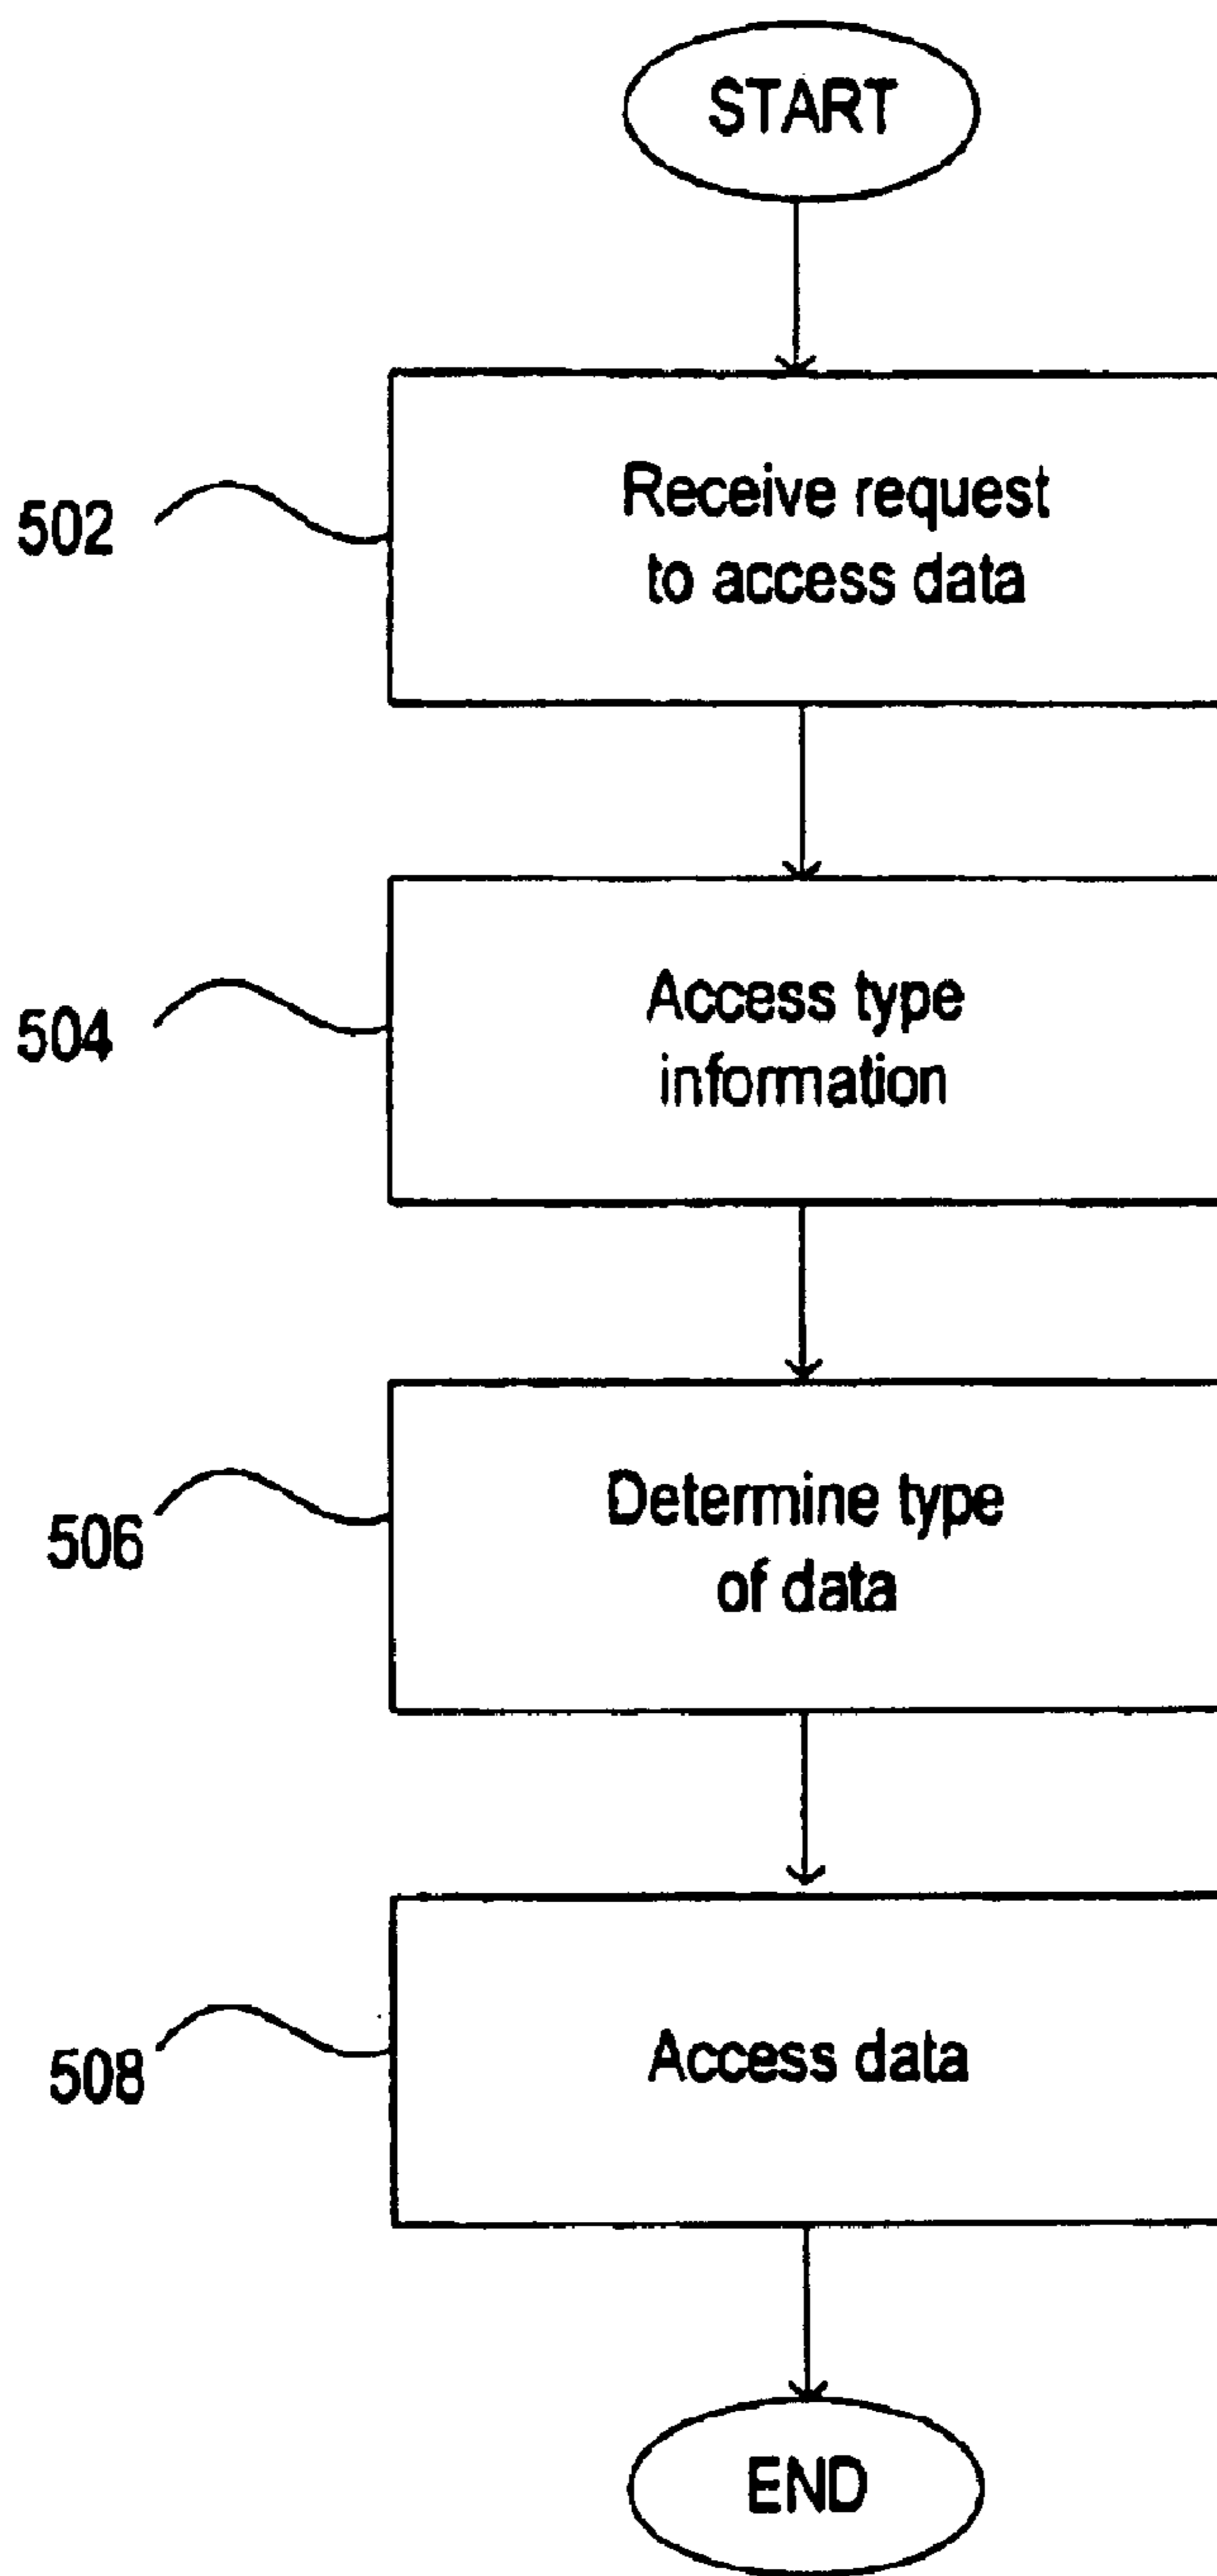 START
502
Receive request
to access data
504
Access type
information
506
Determine type
of data
508
Access data
END